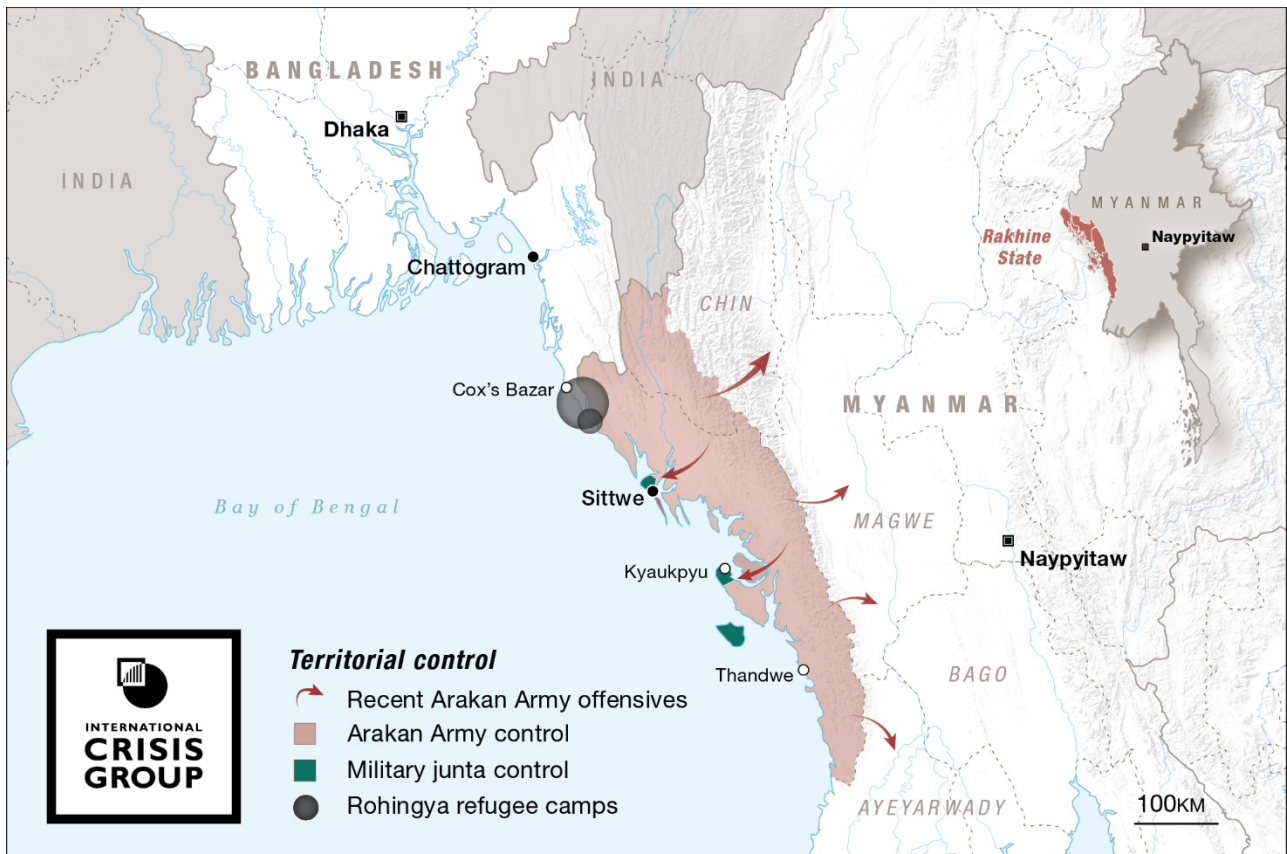 BANGLADESH
INDIA
Dhaka
INDIA
MYANMAR
Rakhine
State
Naypyitaw
Chattogram
CHIN
Cox's Bazar
MYANMAR
Sittwe
Bay of Bengal
MAGWE
Naypyitaw
Kyaukpyu
Thandwe
BAGO
AYEYARWADY
100KM
INTERNATIONAL
CRISIS
GROUP
Territorial control
Recent Arakan Army offensives
Arakan Army control
Military junta control
Rohingya refugee camps